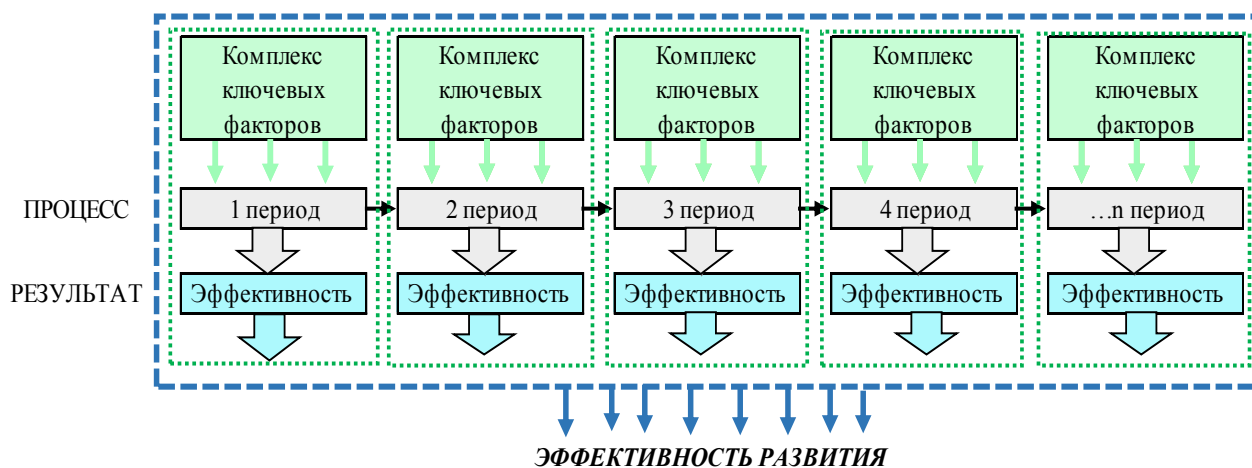 Комплекс
ключевых
факторов
Комплекс
ключевых
факторов
Комплекс
ключевых
факторов
Комплекс
ключевых
факторов
Комплекс
ключевых
факторов
ПРОЦЕСС
1 период
2 период
3 период
4 период
…n период
РЕЗУЛЬТАТ
Эффективность
Эффективность
Эффективность
Эффективность
Эффективность
ЭФФЕКТИВНОСТЬ РАЗВИТИЯ